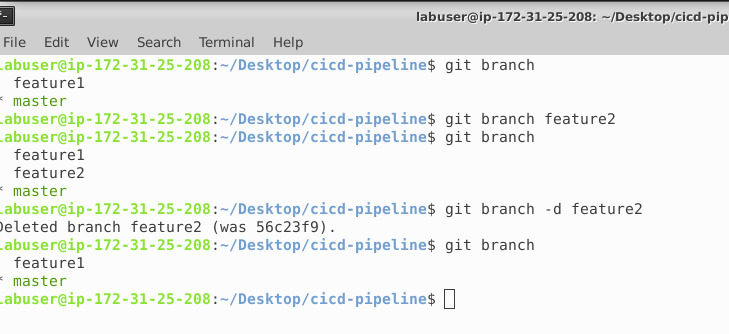 labuser@ip-172-31-25-208: ~/Desktop/cicd-pip
File Edit View Search Terminal Help
labuser@ip-172-31-25-208:~/Desktop/cicd-pipeline$ git branch
  feature1
* master
labuser@ip-172-31-25-208:~/Desktop/cicd-pipeline$ git branch feature2
labuser@ip-172-31-25-208:~/Desktop/cicd-pipeline$ git branch
  feature1
  feature2
* master
labuser@ip-172-31-25-208:~/Desktop/cicd-pipeline$ git branch -d feature2
Deleted branch feature2 (was 56c23f9).
labuser@ip-172-31-25-208:~/Desktop/cicd-pipeline$ git branch
  feature1
* master
labuser@ip-172-31-25-208:~/Desktop/cicd-pipeline$